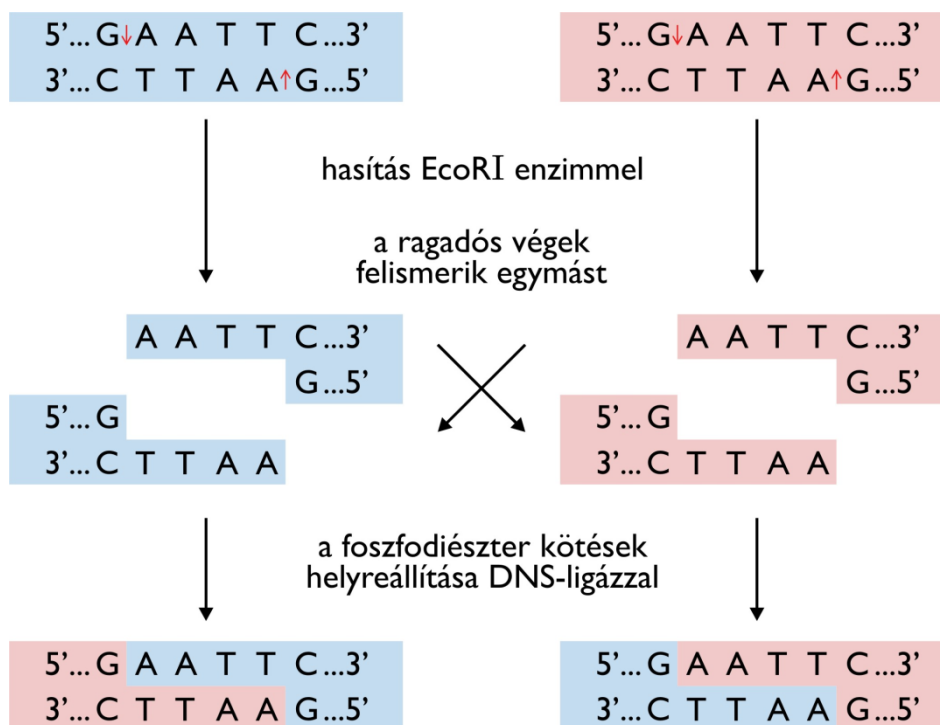 5’...G↓A A T T C...3’
3’...C T T A A↑G...5’
5’...G↓A A T T C...3’
3’...C T T A A↑G...5’
hasítás EcoRI enzimmel
a ragadós végek
felismerik egymást
A A T T C...3’
G...5’
5’...G
3’...C T T A A
A A T T C...3’
G...5’
5’...G
3’...C T T A A
a foszfodiészter kötések
helyreállítása DNS-ligázzal
5’...G A A T T C...3’
3’...C T T A A G...5’
5’...G A A T T C...3’
3’...C T T A A G...5’